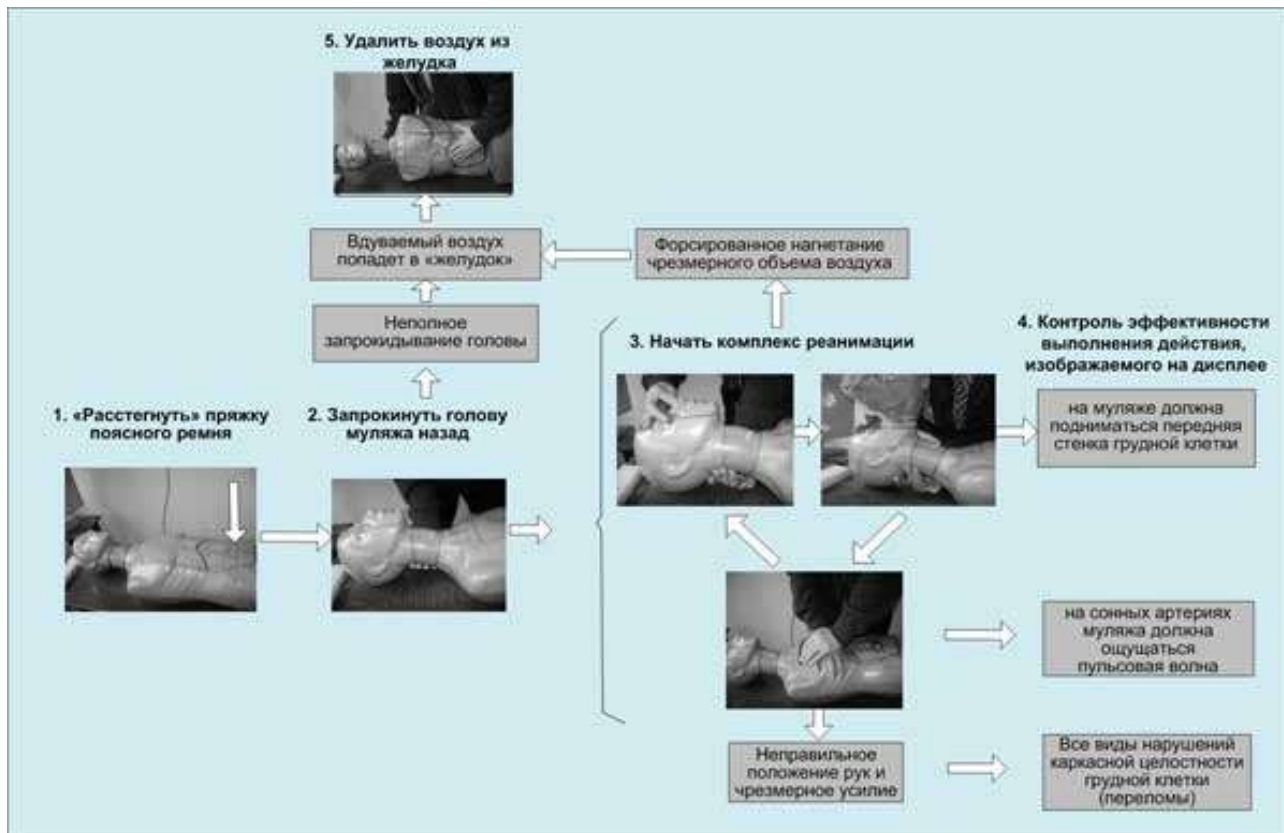 5. Удалить воздух из
желудка
Вдуваемый воздух
попадет в «желудок»
Форсированное нагнетание
чрезмерного объема воздуха
Неполное
запрокидывание головы
1. «Расстегнуть» пряжку
поясного ремня
2. Запрокинуть голову
муляжа назад
3. Начать комплекс реанимации
4. Контроль эффективности
выполнения действия,
изображаемого на дисплее
на муляже должна
подниматься передняя
стенка грудной клетки
на сонных артериях
муляжа должна
ощущаться
пульсовая волна
Неправильное
положение рук и
чрезмерное усилие
Все виды нарушений
каркасной целостности
грудной клетки
(переломы)